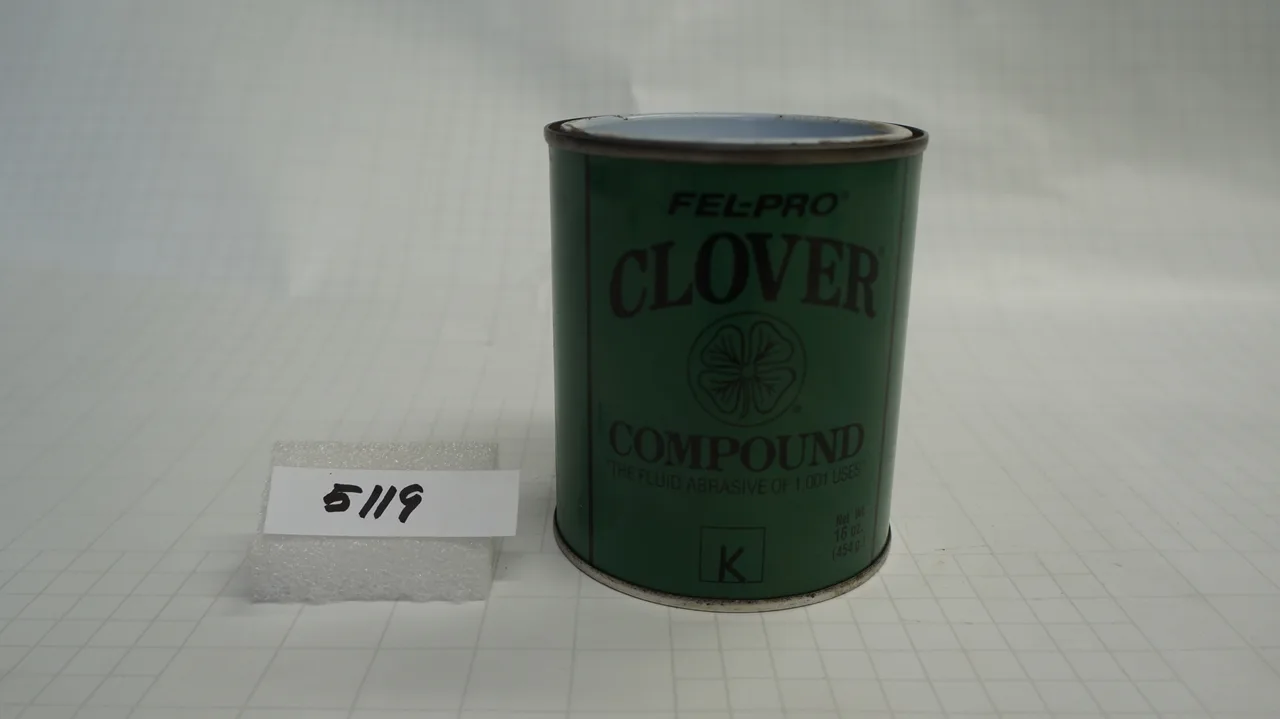 FEL-PRO®
CLOVER®
®
COMPOUND
"THE FLUID ABRASIVE OF 1,001 USES"
K
Net Wt.
16 oz.
(454 g.)
5119